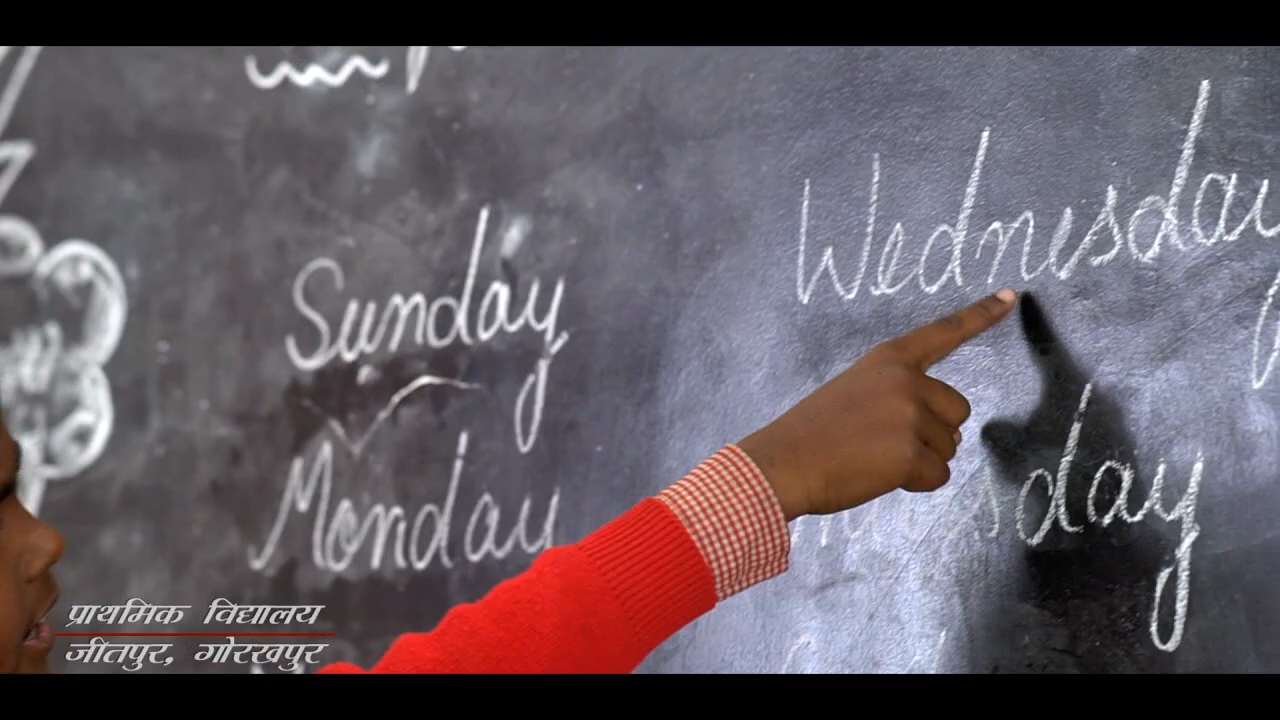 Sunday
Monday
Wednesday
प्राथमिक विद्यालय
जीतपुर, गोरखपुर